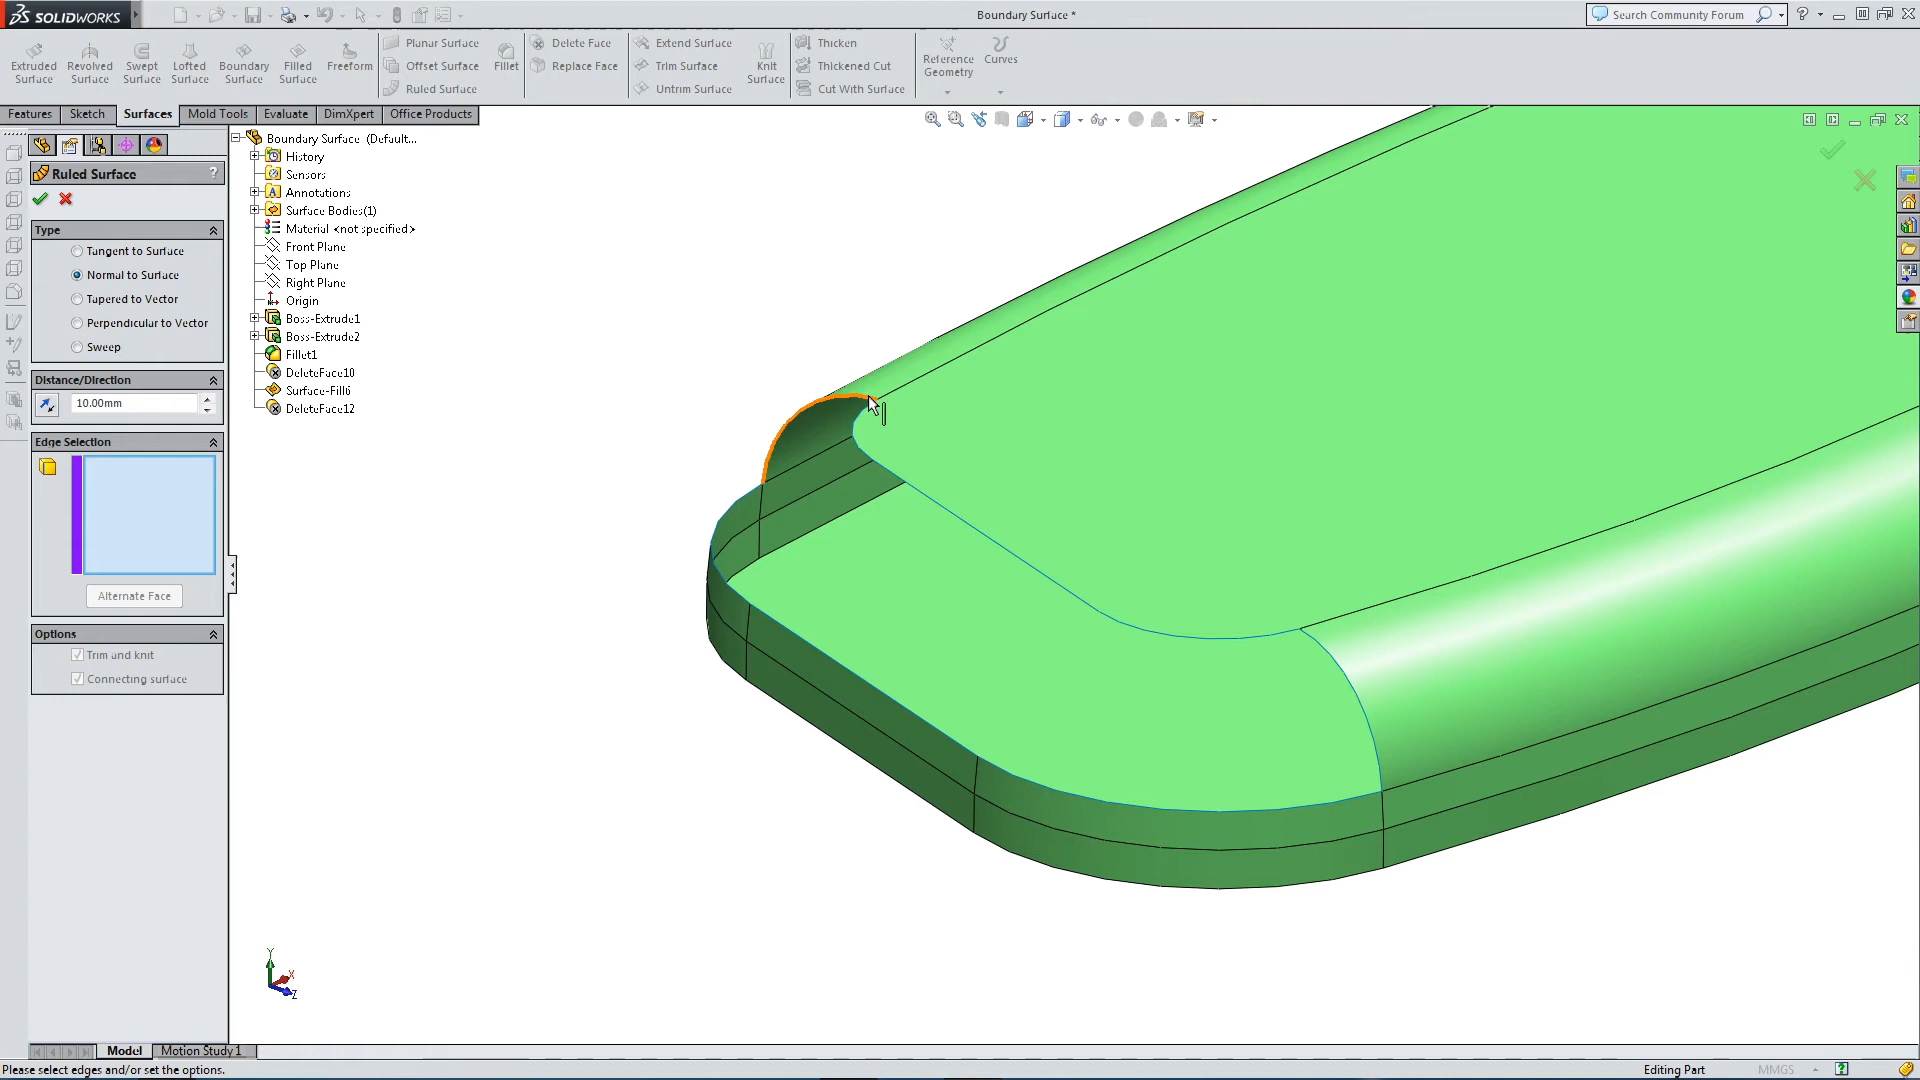 SOLIDWORKS
Boundary Surface *
Search Community Forum
Extruded Surface
Revolved Surface
Swept Surface
Lofted Surface
Boundary Surface
Filled Surface
Freeform
Planar Surface
Offset Surface
Ruled Surface
Fillet
Delete Face
Replace Face
Extend Surface
Trim Surface
Untrim Surface
Knit Surface
Thicken
Thickened Cut
Cut With Surface
Reference Geometry
Curves
Features
Sketch
Surfaces
Mold Tools
Evaluate
DimXpert
Office Products
Ruled Surface
?
Type
Tangent to Surface
Normal to Surface
Tapered to Vector
Perpendicular to Vector
Sweep
Distance/Direction
10.00mm
Edge Selection
Alternate Face
Options
Trim and knit
Connecting surface
Boundary Surface (Default...
History
Sensors
Annotations
Surface Bodies(1)
Material <not specified>
Front Plane
Top Plane
Right Plane
Origin
Boss-Extrude1
Boss-Extrude2
Fillet1
DeleteFace10
Surface-Fill6
DeleteFace12
Y
X
Z
Model
Motion Study 1
Please select edges and/or set the options.
Editing Part
MMGS